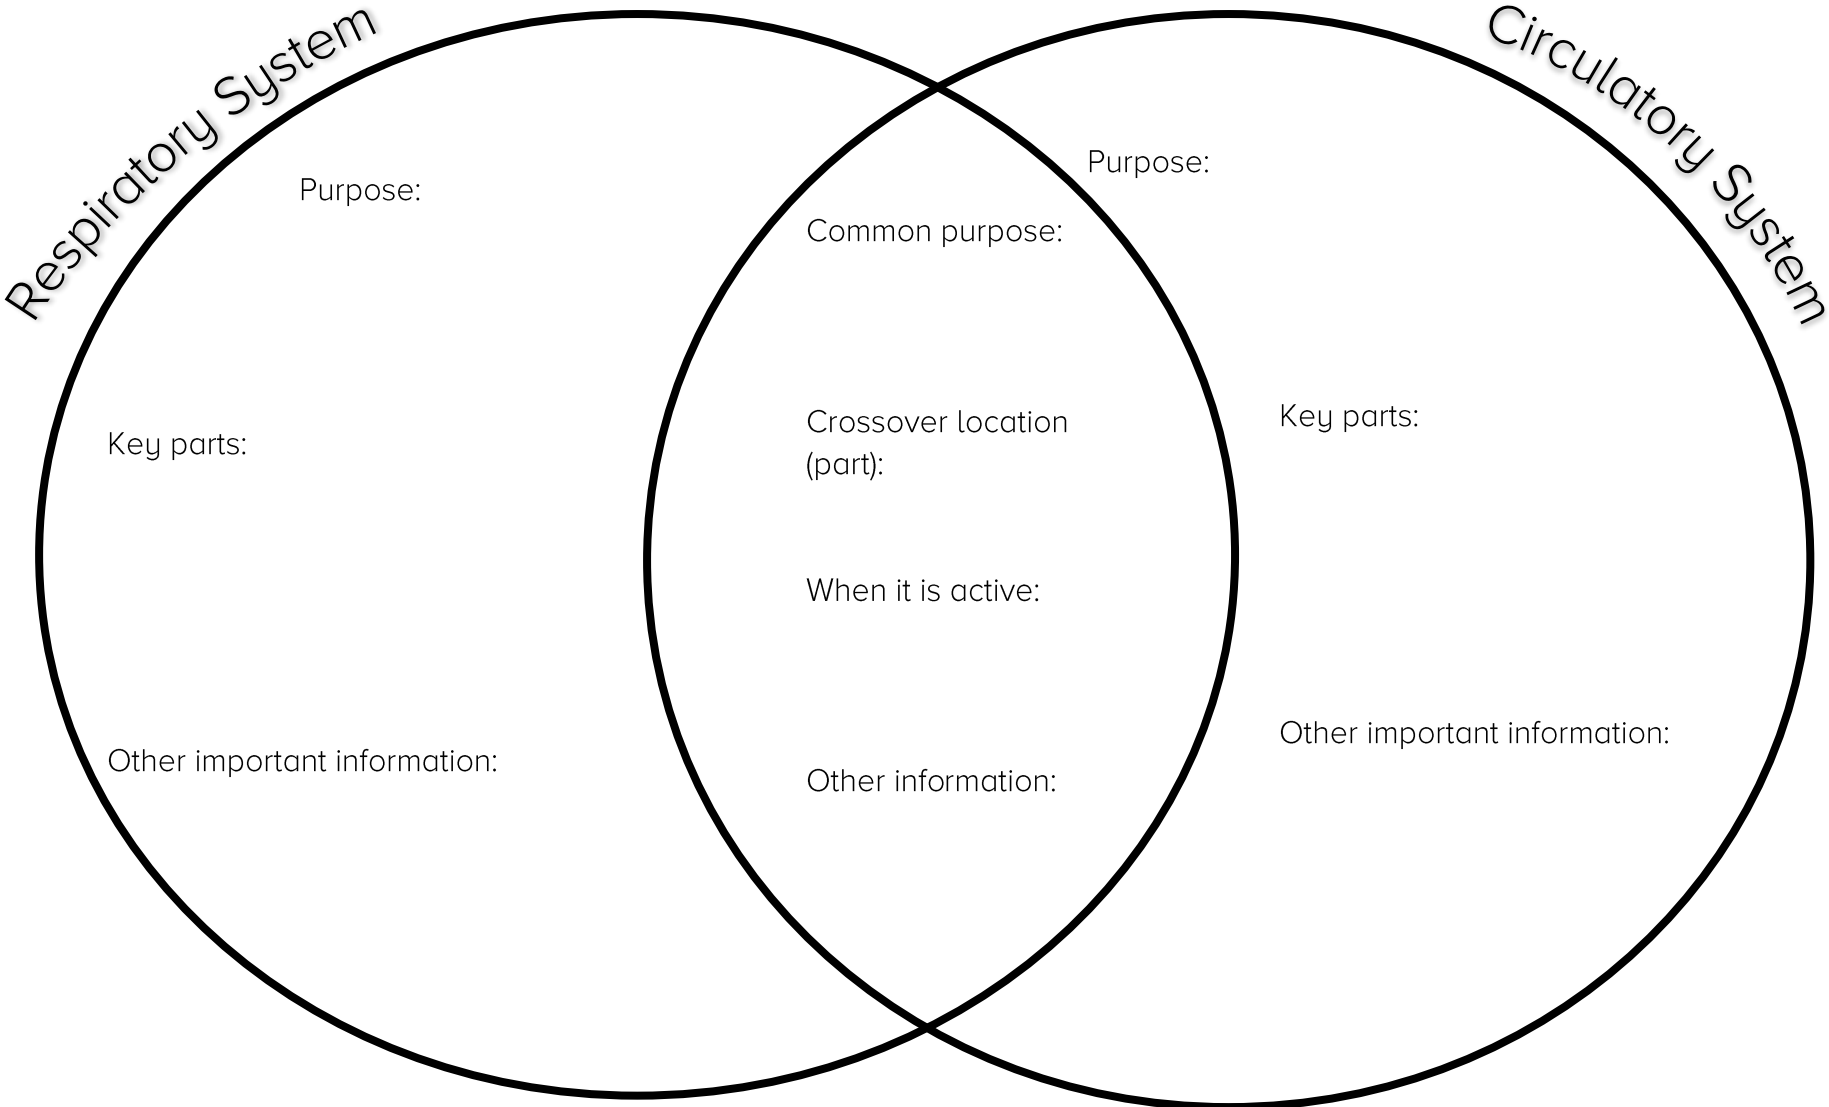 Respiratory System
Purpose:
Key parts:
Other important information:
Common purpose:
Crossover location
(part):
When it is active:
Other information:
Circulatory System
Purpose:
Key parts:
Other important information: